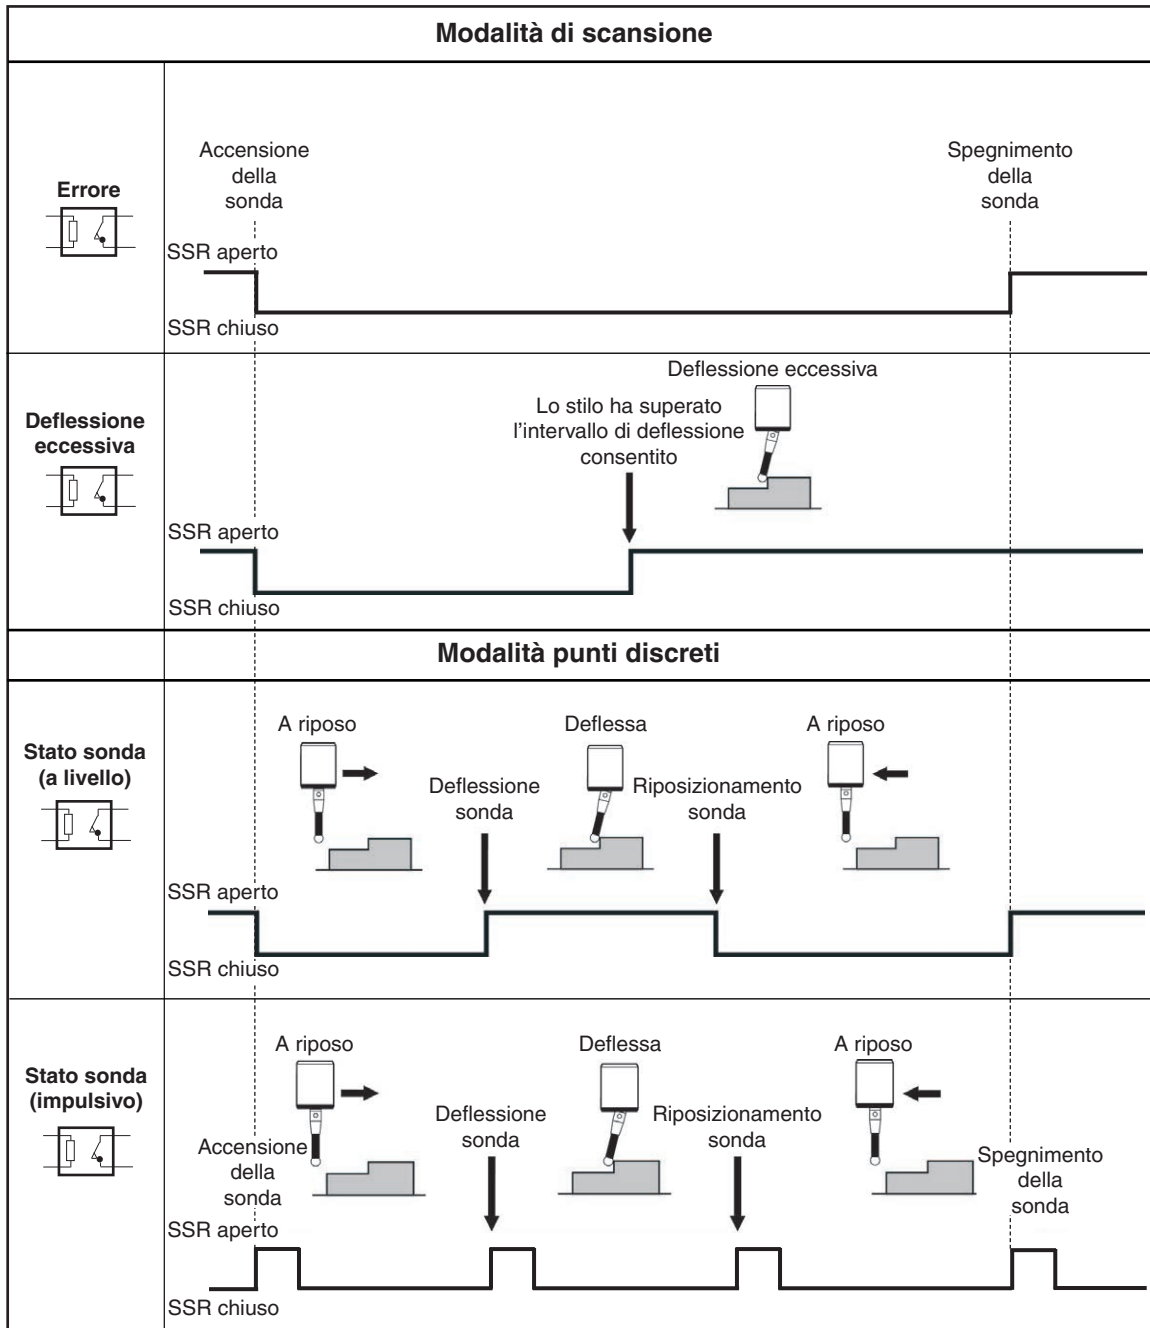 Modalità di scansione
Errore
Accensione
della
sonda
Spegnimento
della
sonda
SSR aperto
SSR chiuso
Deflessione
eccessiva
Deflessione eccessiva
Lo stilo ha superato
l'intervallo di deflessione
consentito
SSR aperto
SSR chiuso
Modalità punti discreti
Stato sonda
(a livello)
A riposo
Deflessione
sonda
Deflessa
Riposizionamento
sonda
A riposo
SSR aperto
SSR chiuso
Stato sonda
(impulsivo)
A riposo
Accensione
della
sonda
Deflessione
sonda
Deflessa
Riposizionamento
sonda
A riposo
Spegnimento
della
sonda
SSR aperto
SSR chiuso